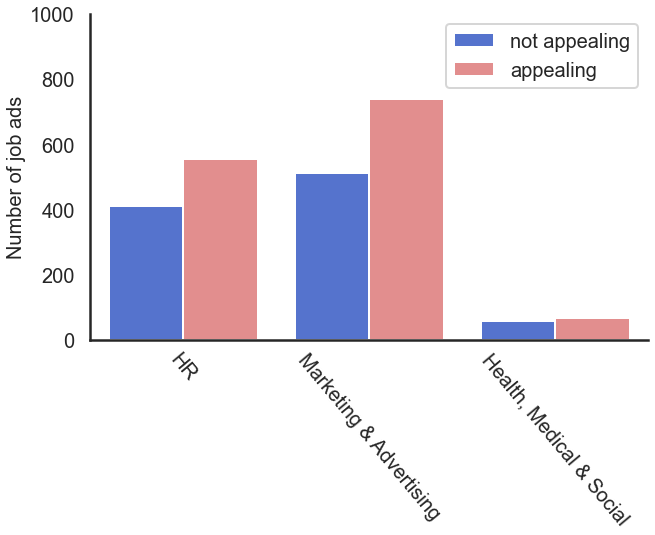 1000
800
600
400
200
0
Number of job ads
not appealing
appealing
HR
Marketing & Advertising
Health, Medical & Social